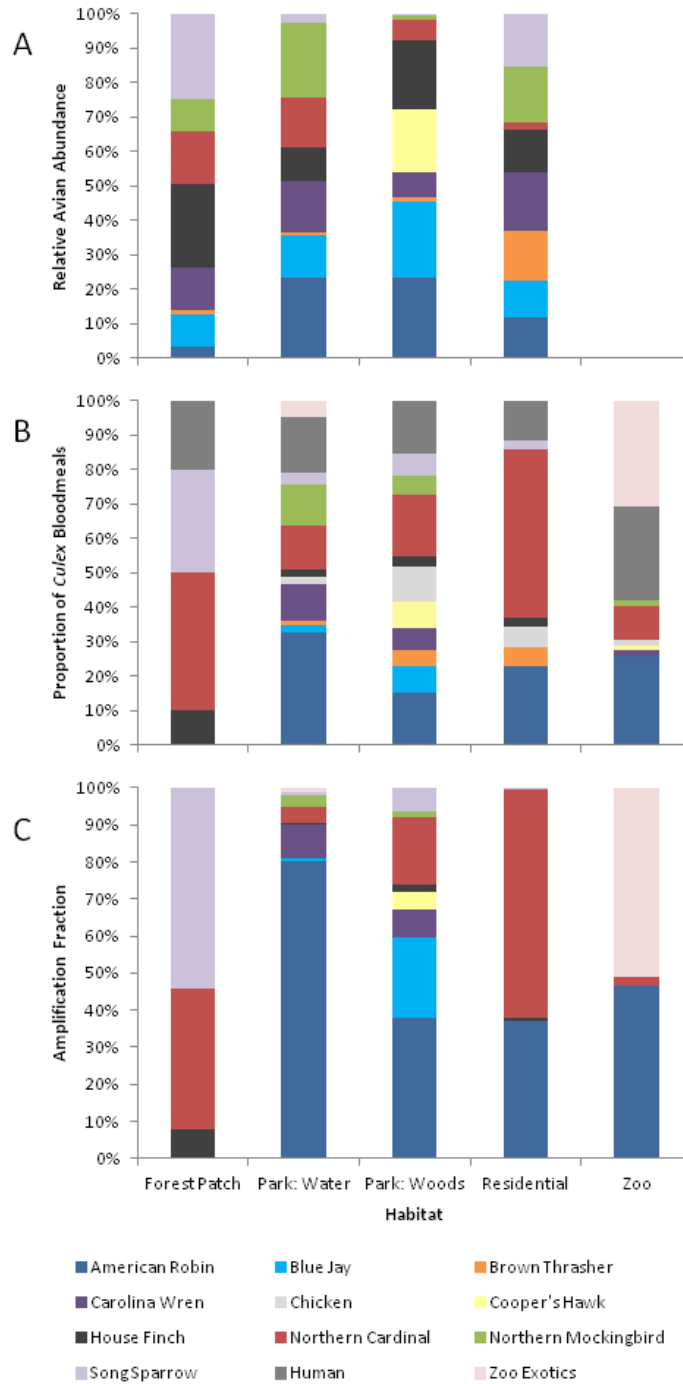 A
Relative Avian Abundance
100%
90%
80%
70%
60%
50%
40%
30%
20%
10%
0%
B
Proportion of Culex Bloodmeals
100%
90%
80%
70%
60%
50%
40%
30%
20%
10%
0%
C
Amplification Fraction
100%
90%
80%
70%
60%
50%
40%
30%
20%
10%
0%
Forest Patch Park: Water Park: Woods Residential Zoo
Habitat
American Robin Blue Jay Brown Thrasher
Carolina Wren Chicken Cooper's Hawk
House Finch Northern Cardinal Northern Mockingbird
Song Sparrow Human Zoo Exotics